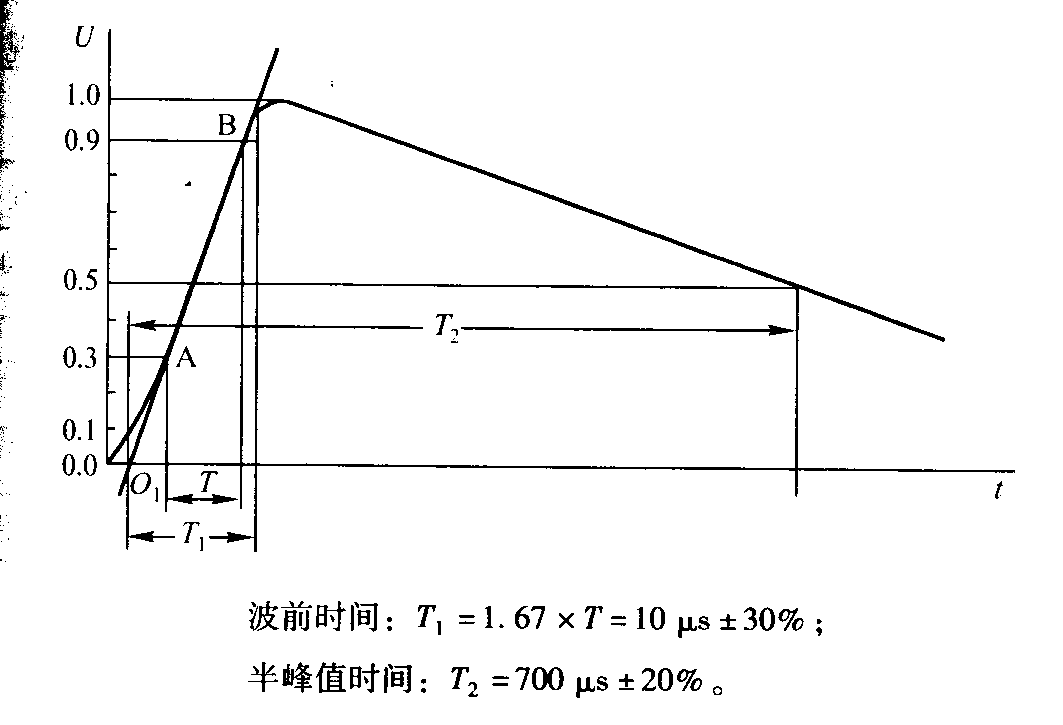 U
1.0
B
0.9
0.5
T₂
0.3
A
0.1
0.0
O₁
T
t
T₁
波前时间：T₁ =1. 67 × T = 10 μs ± 30%；
半峰值时间：T₂ = 700 μs ± 20% 。